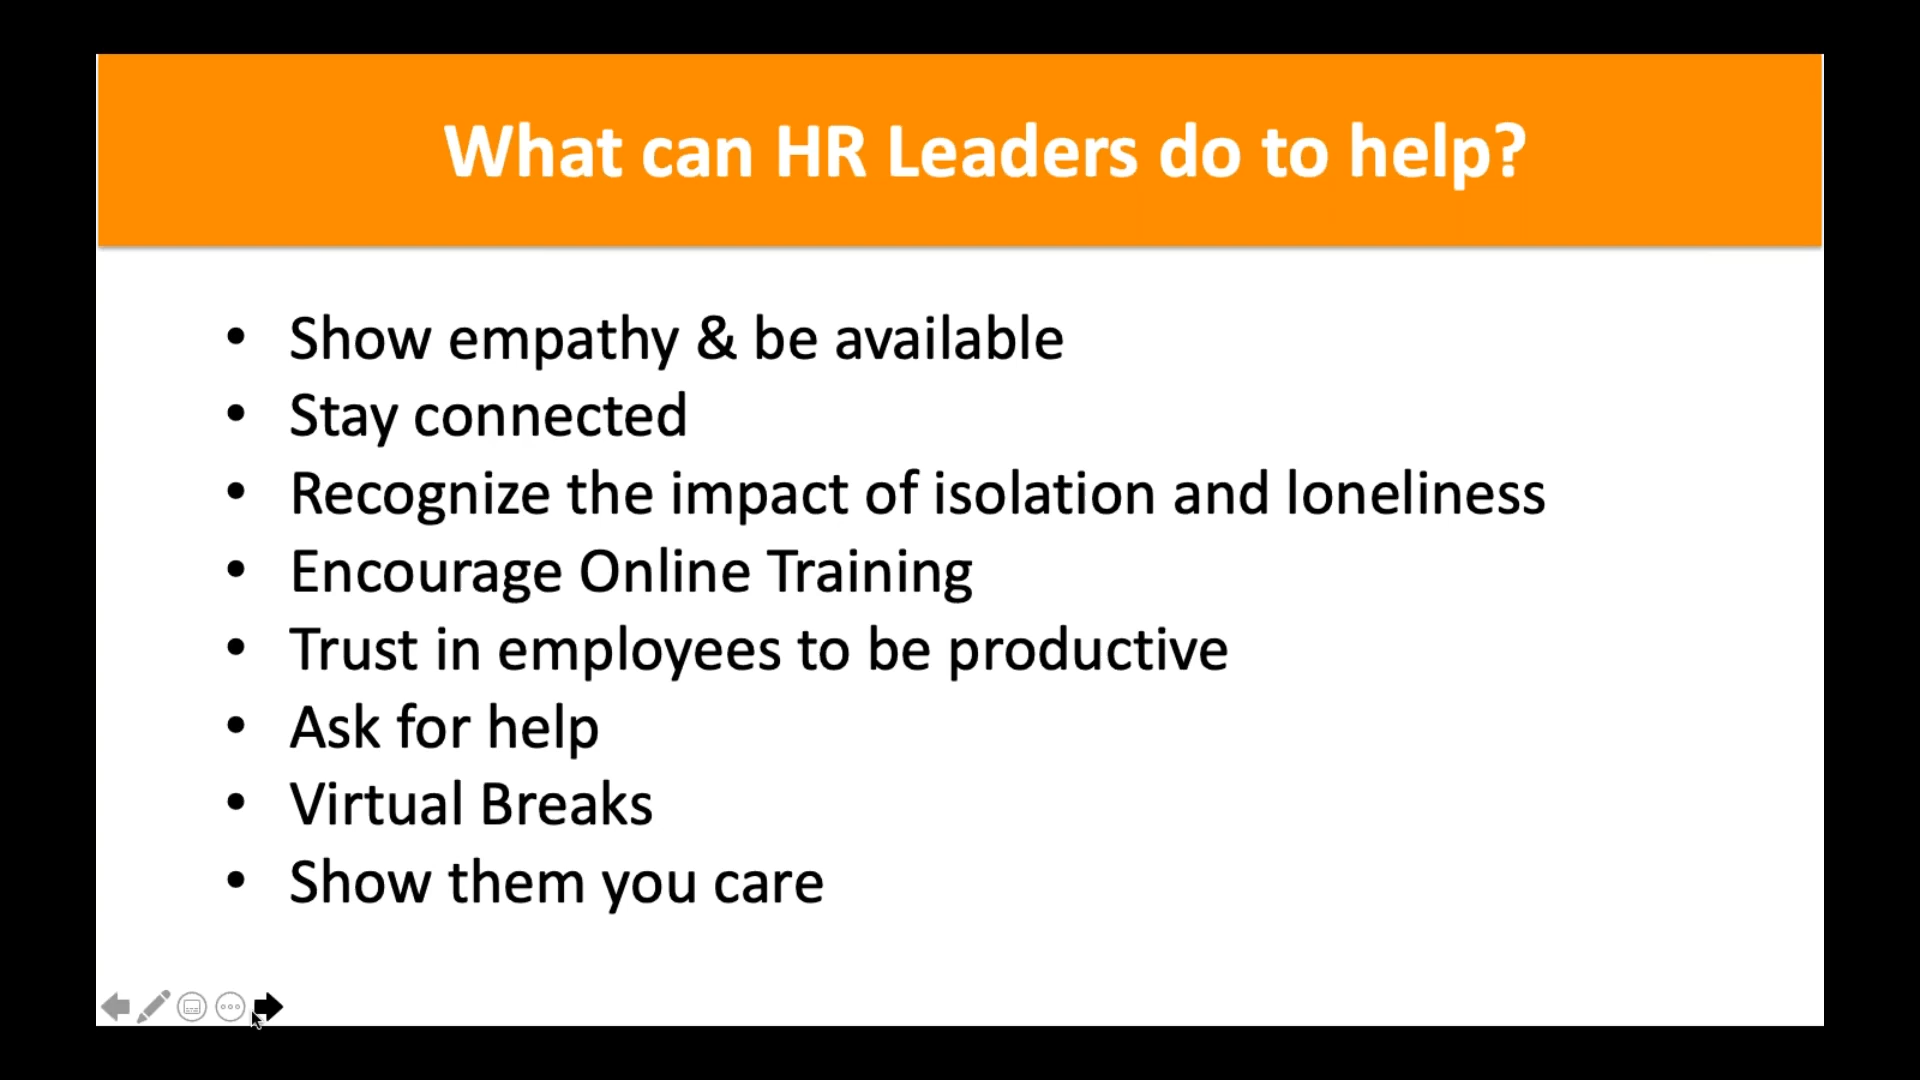 What can HR Leaders do to help?
• Show empathy & be available
• Stay connected
• Recognize the impact of isolation and loneliness
• Encourage Online Training
• Trust in employees to be productive
• Ask for help
• Virtual Breaks
• Show them you care